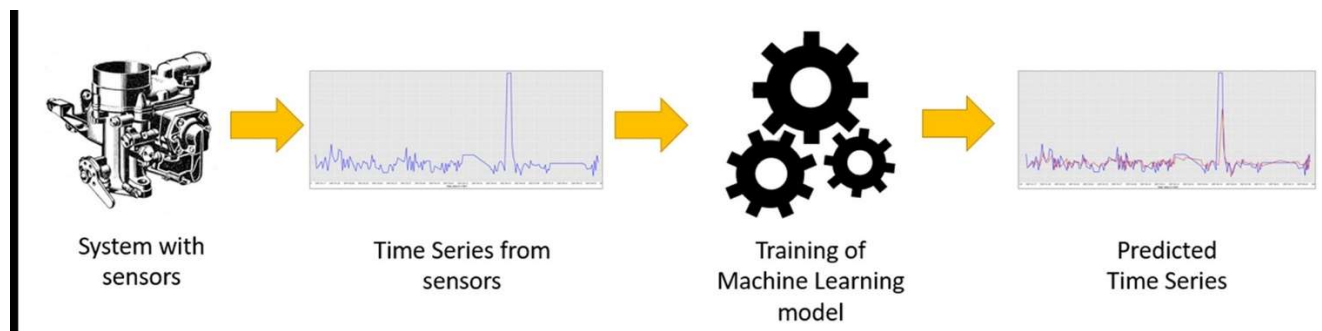 System with
sensors
Time Series from
sensors
Training of
Machine Learning
model
Predicted
Time Series